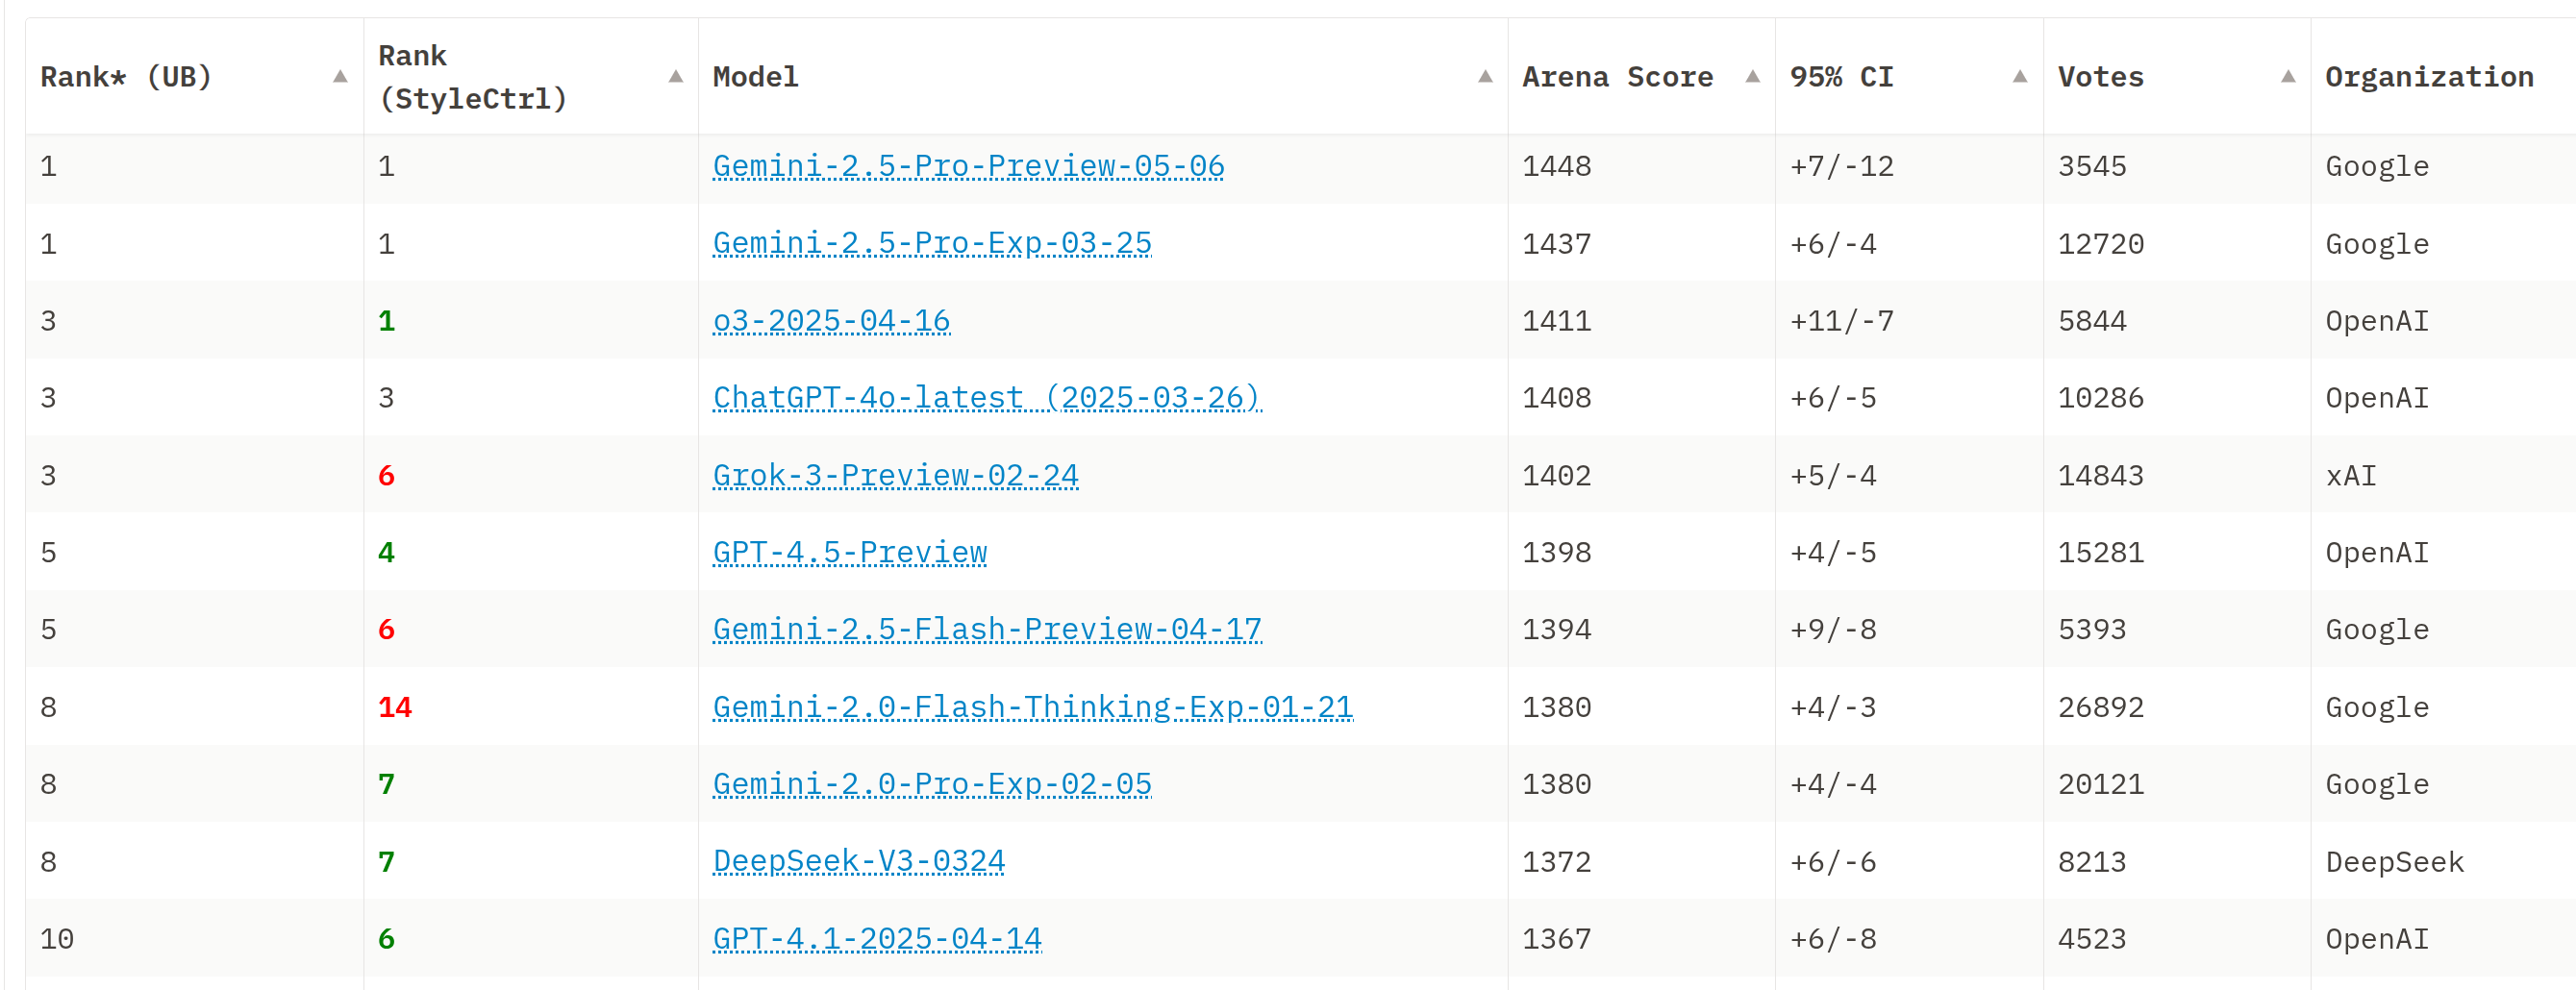 Rank* (UB) ▲ Rank (StyleCtrl) ▲ Model ▲ Arena Score ▲ 95% CI ▲ Votes ▲ Organization
1 1 Gemini-2.5-Pro-Preview-05-06 1448 +7/-12 3545 Google
1 1 Gemini-2.5-Pro-Exp-03-25 1437 +6/-4 12720 Google
3 1 o3-2025-04-16 1411 +11/-7 5844 OpenAI
3 3 ChatGPT-4o-latest (2025-03-26) 1408 +6/-5 10286 OpenAI
3 6 Grok-3-Preview-02-24 1402 +5/-4 14843 xAI
5 4 GPT-4.5-Preview 1398 +4/-5 15281 OpenAI
5 6 Gemini-2.5-Flash-Preview-04-17 1394 +9/-8 5393 Google
8 14 Gemini-2.0-Flash-Thinking-Exp-01-21 1380 +4/-3 26892 Google
8 7 Gemini-2.0-Pro-Exp-02-05 1380 +4/-4 20121 Google
8 7 DeepSeek-V3-0324 1372 +6/-6 8213 DeepSeek
10 6 GPT-4.1-2025-04-14 1367 +6/-8 4523 OpenAI